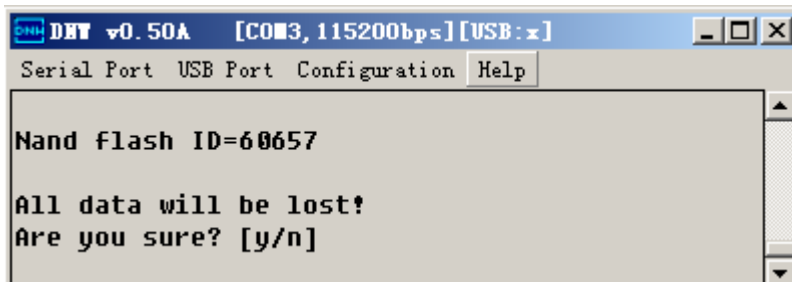 DNW DNW v0.50A [COM3,115200bps][USB:x]
Serial Port USB Port Configuration Help
Nand flash ID=60657
All data will be lost!
Are you sure? [y/n]